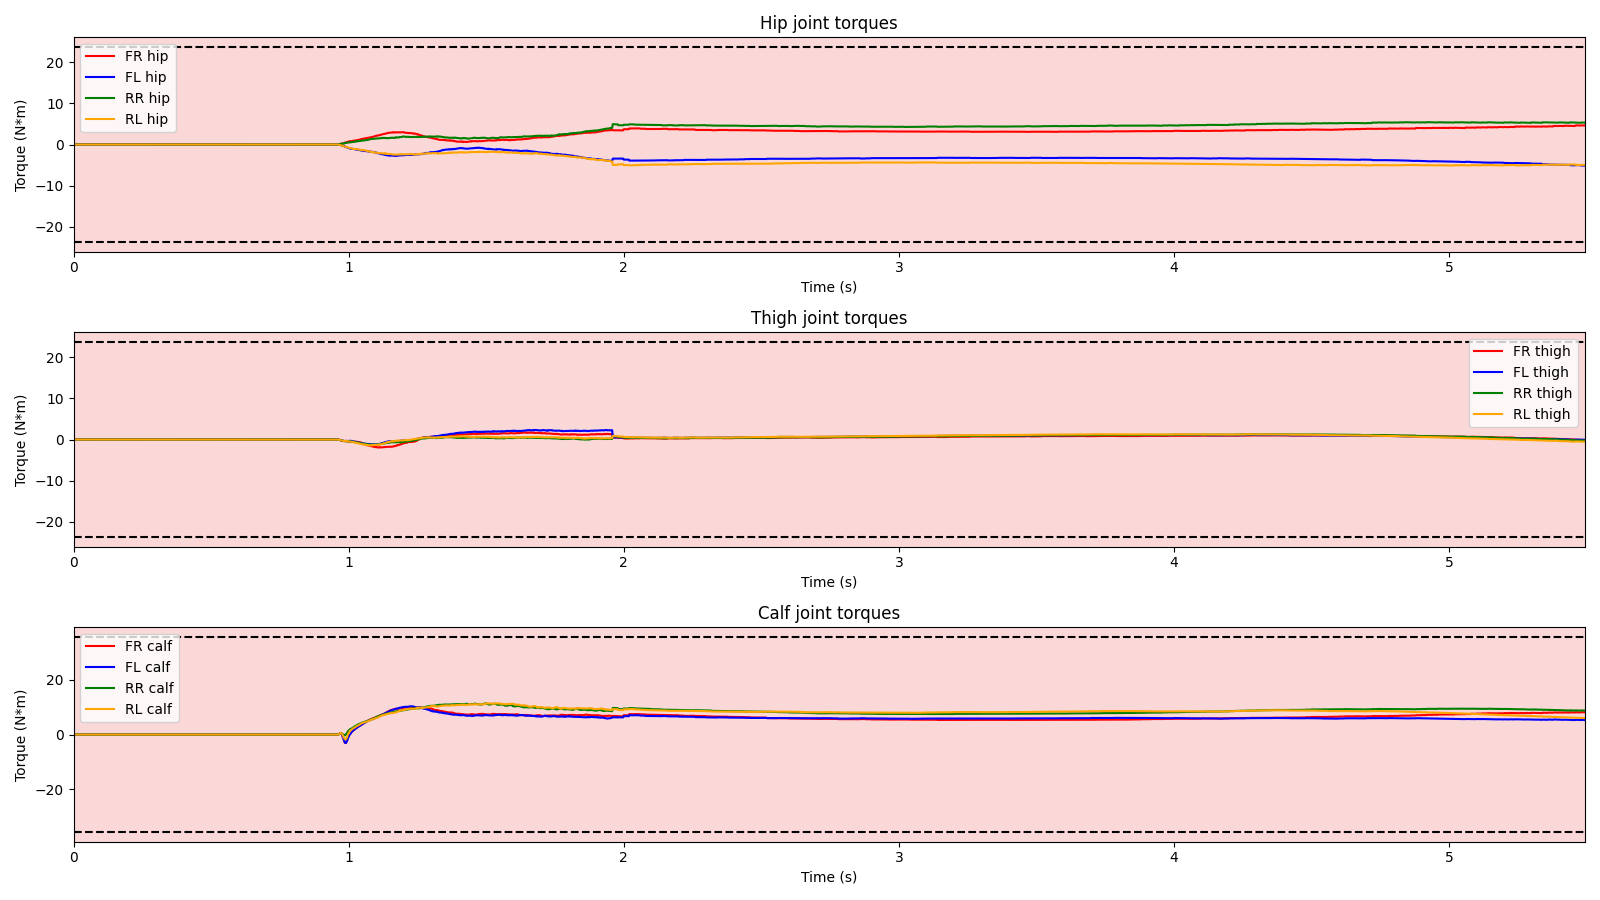 Hip joint torques
Torque (N*m)
20
10
0
−10
−20
FR hip
FL hip
RR hip
RL hip
0 1 2 3 4 5
Time (s)
Thigh joint torques
Torque (N*m)
20
10
0
−10
−20
FR thigh
FL thigh
RR thigh
RL thigh
0 1 2 3 4 5
Time (s)
Calf joint torques
Torque (N*m)
20
0
−20
FR calf
FL calf
RR calf
RL calf
0 1 2 3 4 5
Time (s)